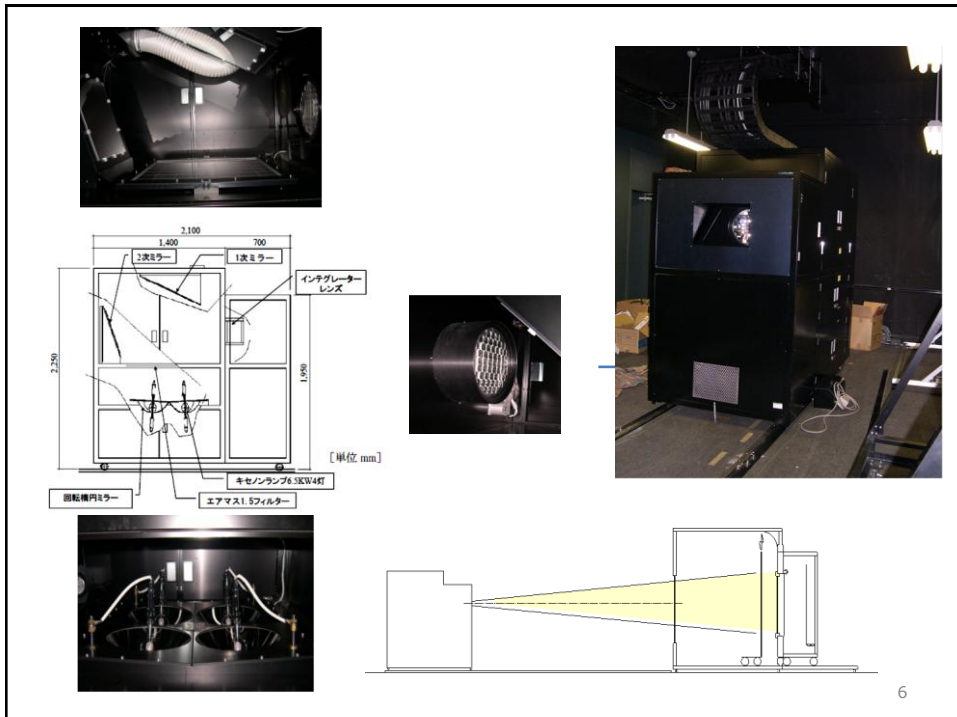 2,100
1,400
700
2次ミラー
1次ミラー
インテグレーター
レンズ
2,250
1,950
[単位 mm]
キセノンランプ6.5KW4灯
回転楕円ミラー
エアマス1.5フィルター
6